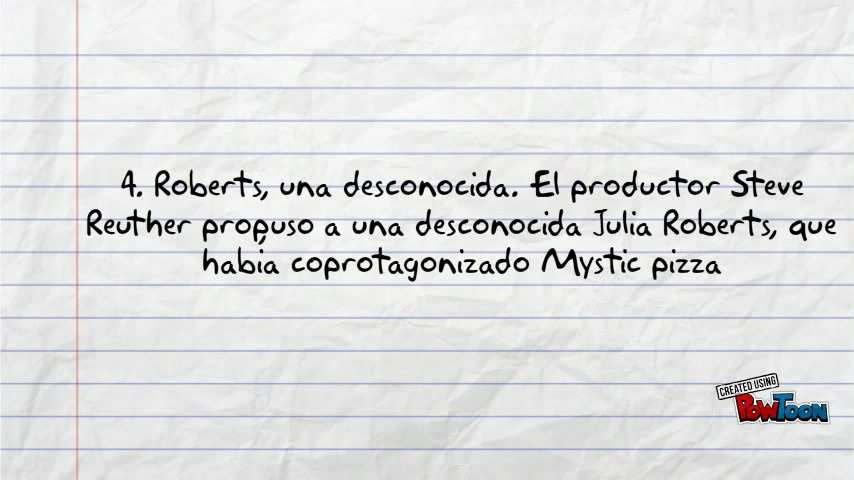 4. Roberts, una desconocida. El productor Steve
Reuther propuso a una desconocida Julia Roberts, que
había coprotagonizado Mystic pizza
CREATED USING
POWTOON